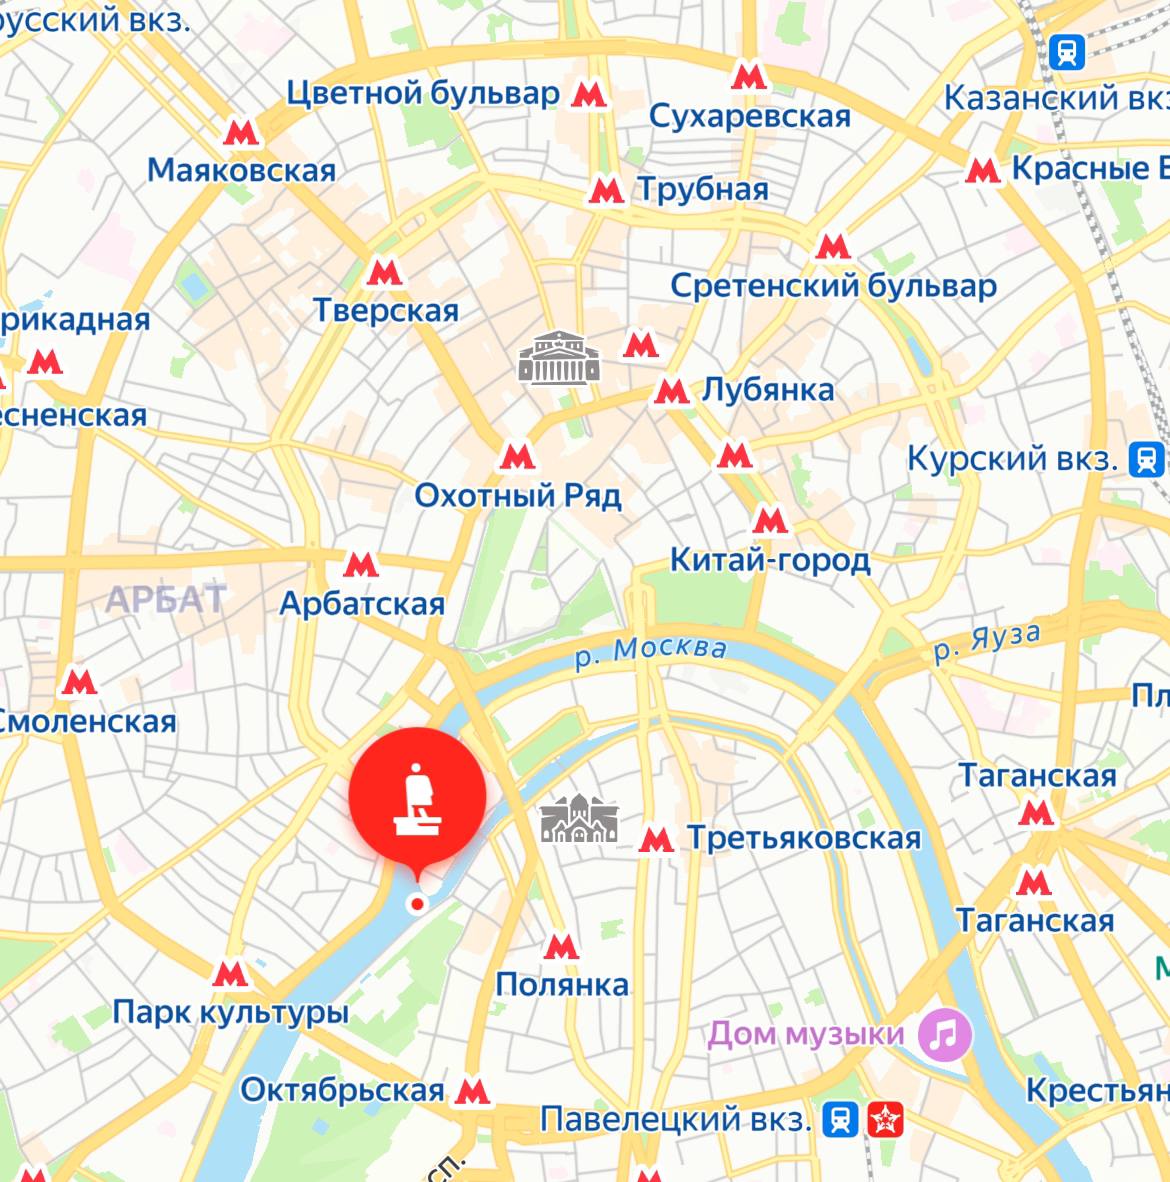 русский вкз.
Цветной бульвар
Сухаревская
Казанский вкз
Маяковская
Трубная
Красные В
Сретенский бульвар
Тверская
рикадная
Лубянка
есненская
Курский вкз.
Охотный Ряд
Китай-город
АРБАТ
Арбатская
р. Москва
р. Яуза
Смоленская
Пл
Таганская
Третьяковская
Таганская
Полянка
Парк культуры
Дом музыки
Октябрьская
Павелецкий вкз.
Крестьян
сп.